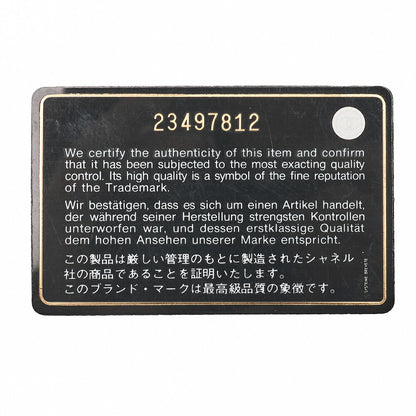 23497812
We certify the authenticity of this item and confirm
that it has been subjected to the most exacting quality
control. Its high quality is a symbol of the fine reputation
of the Trademark.
Wir bestätigen, dass es sich um einen Artikel handelt,
der während seiner Herstellung strengsten Kontrollen
unterworfen war, und dessen erstklassige Qualität
dem hohen Ansehen unserer Marke entspricht.
この製品は厳しい管理のもとに製造されたシャネル
社の商品であることを証明いたします。
このブランド・マークは最高級品質の象徴です。